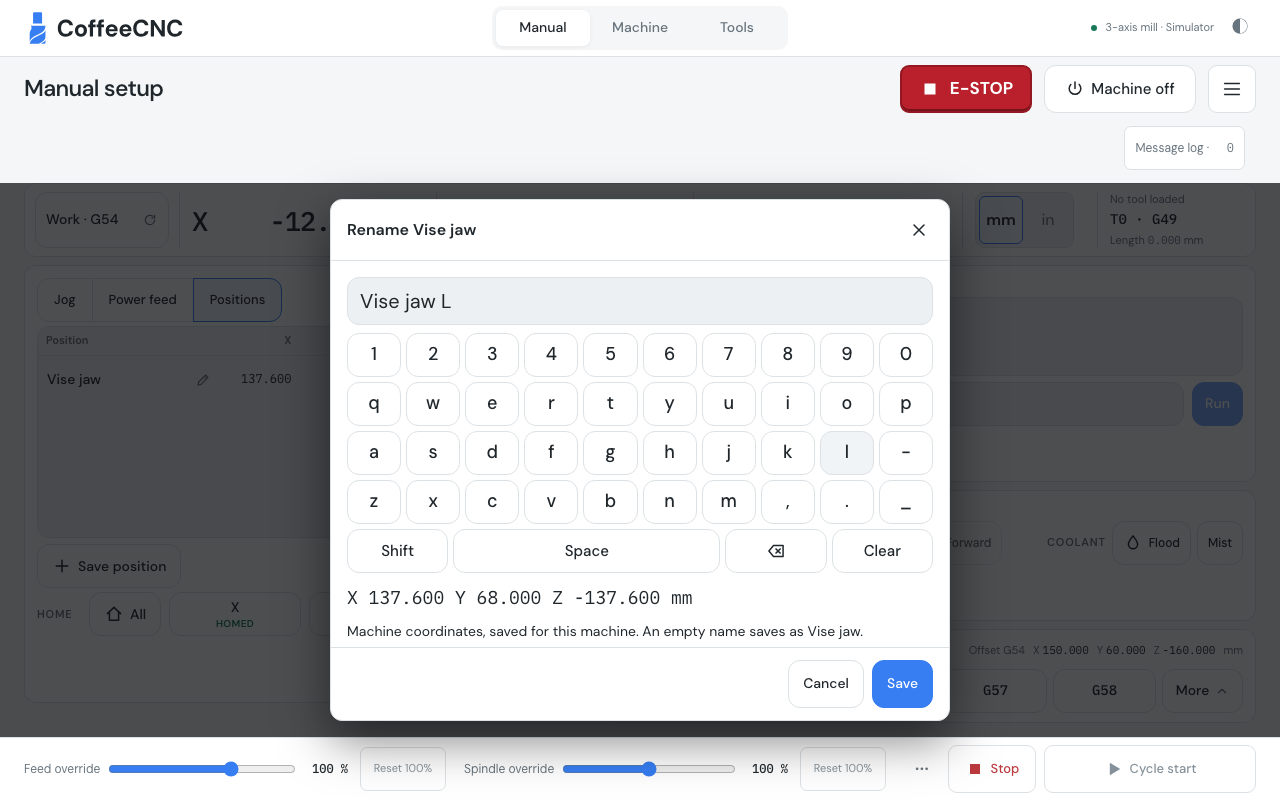 CoffeeCNC
Manual Machine Tools
3-axis mill · Simulator
Manual setup
E-STOP
Machine off
Message log · 0
Work · G54
X -12.
mm in
No tool loaded
T0 · G49
Length 0.000 mm
Rename Vise jaw
Jog Power feed Positions
Position X
Vise jaw 137.600
Vise jaw L
1 2 3 4 5 6 7 8 9 0
q w e r t y u i o p
a s d f g h j k l -
z x c v b n m , . _
Shift Space Clear
X 137.600 Y 68.000 Z -137.600 mm
Machine coordinates, saved for this machine. An empty name saves as Vise jaw.
Cancel Save
Run
Save position
HOME All X
HOMED
orward COOLANT Flood Mist
Offset G54 X 150.000 Y 60.000 Z -160.000 mm
G57 G58 More
Feed override 100 % Reset 100% Spindle override 100 % Reset 100% ... Stop Cycle start